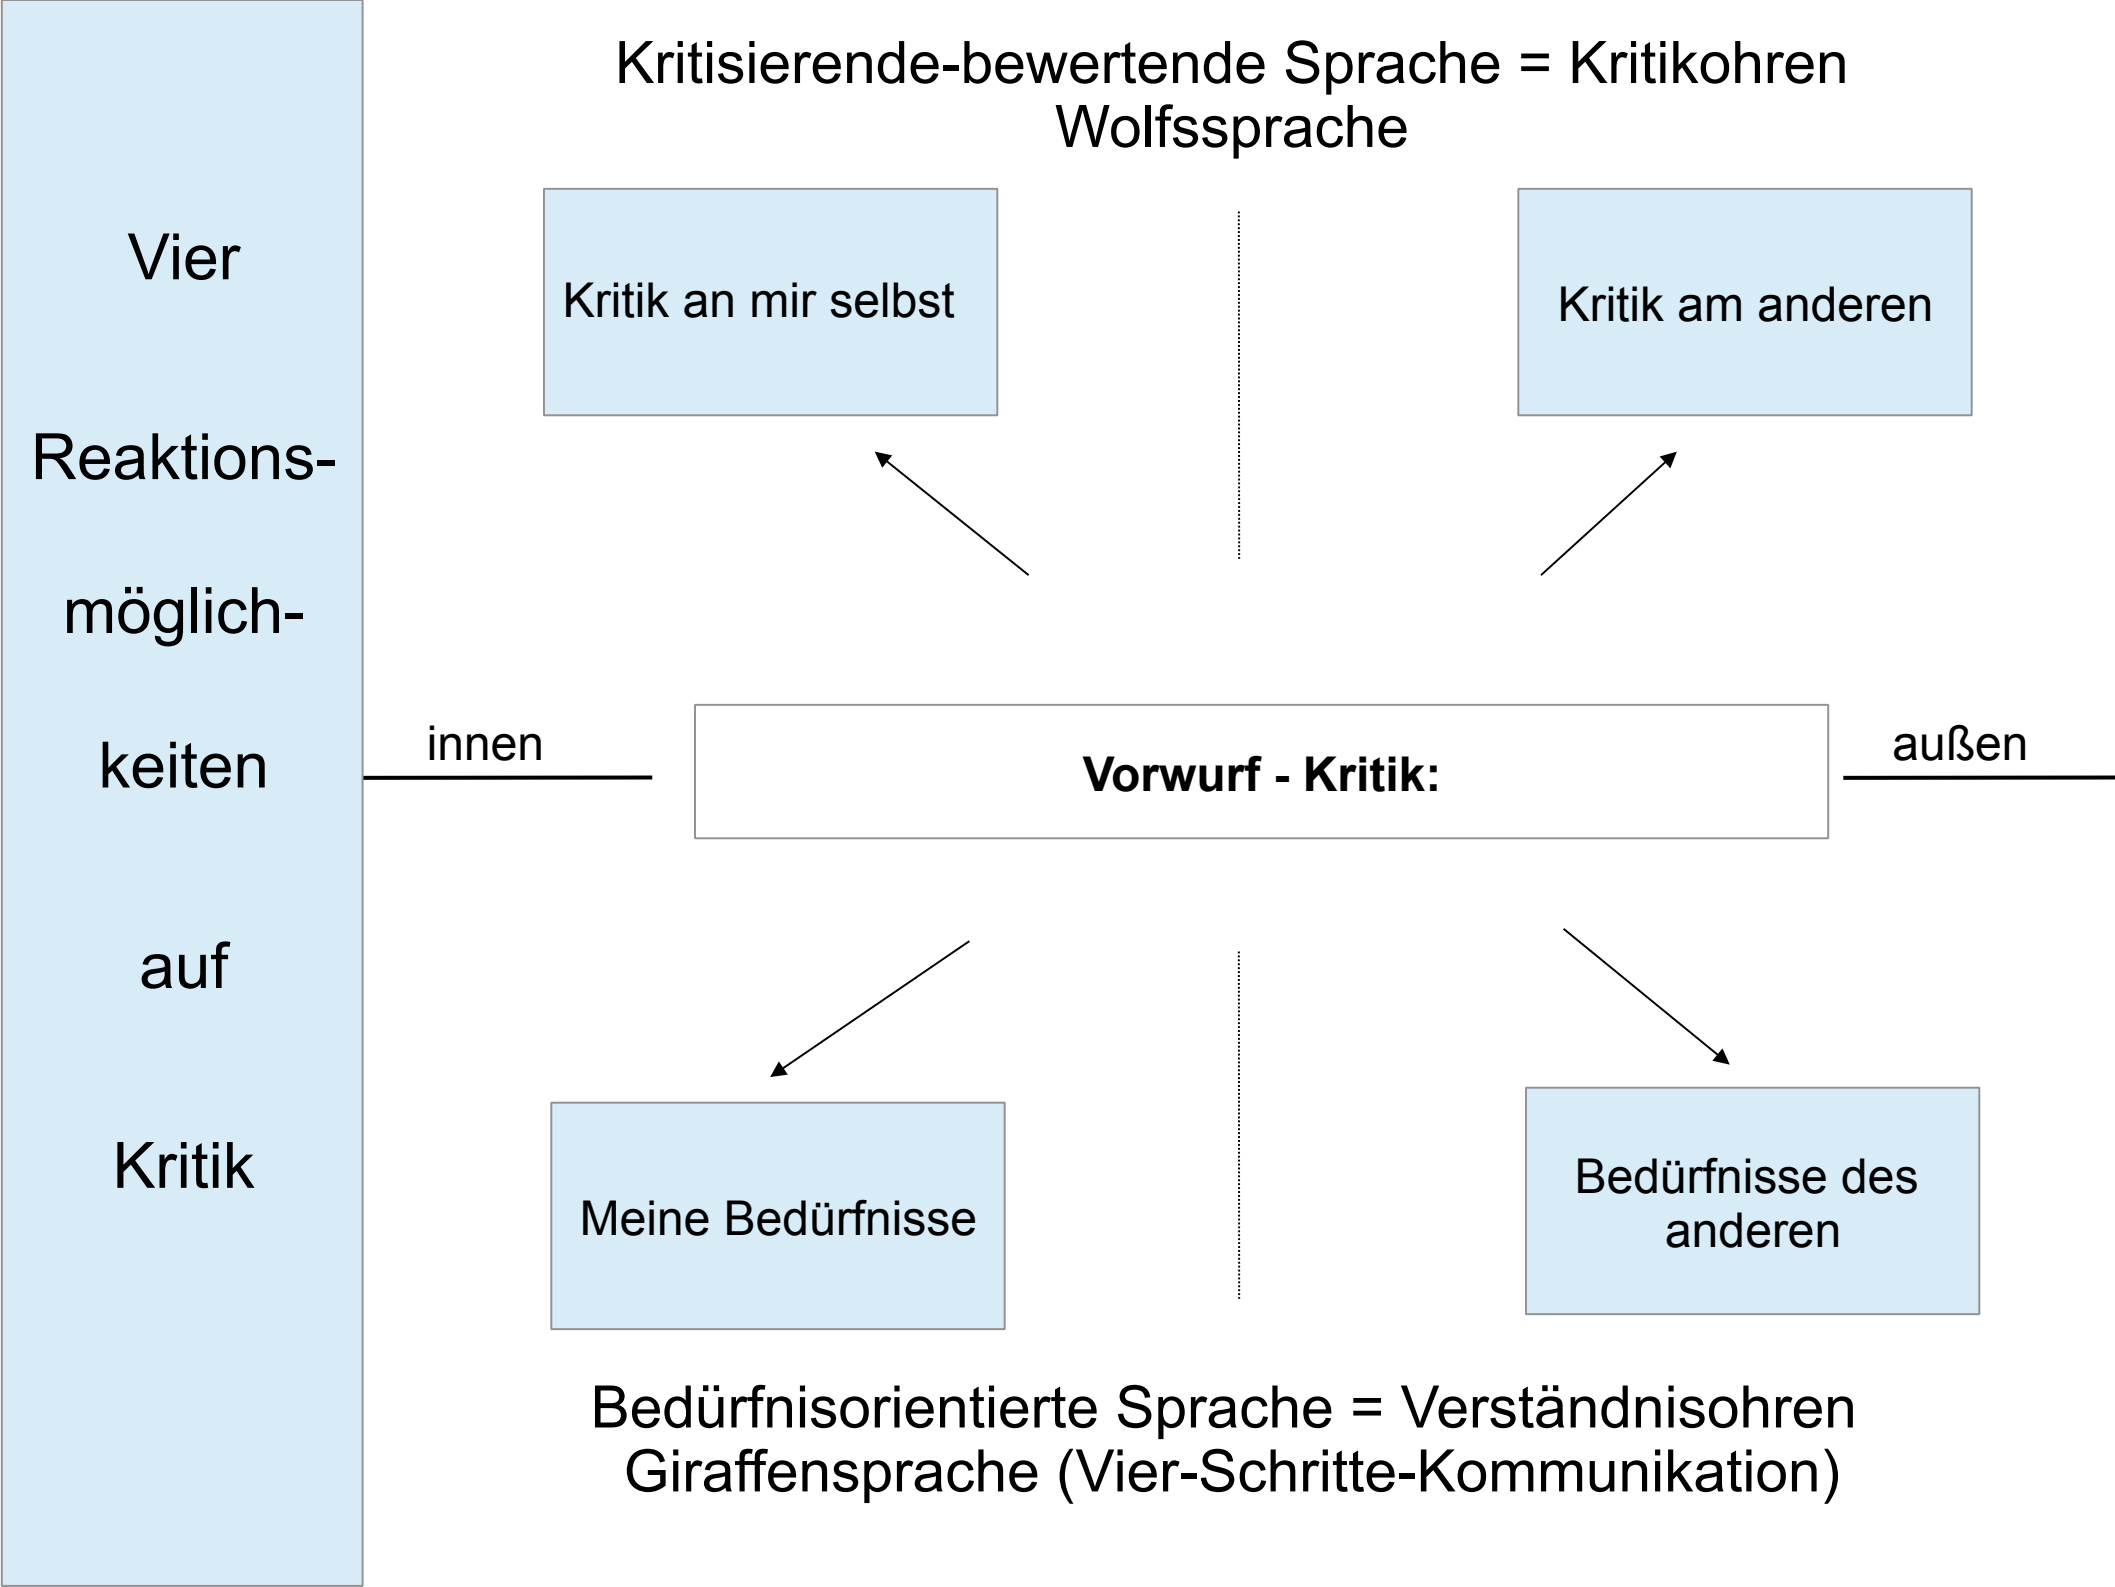 Vier
Reaktions-
möglich-
keiten
auf
Kritik
Kritisierende-bewertende Sprache = Kritikohren
Wolfssprache
Kritik an mir selbst
Kritik am anderen
innen
Vorwurf - Kritik:
außen
Meine Bedürfnisse
Bedürfnisse des
anderen
Bedürfnisorientierte Sprache = Verständnisohren
Giraffensprache (Vier-Schritte-Kommunikation)